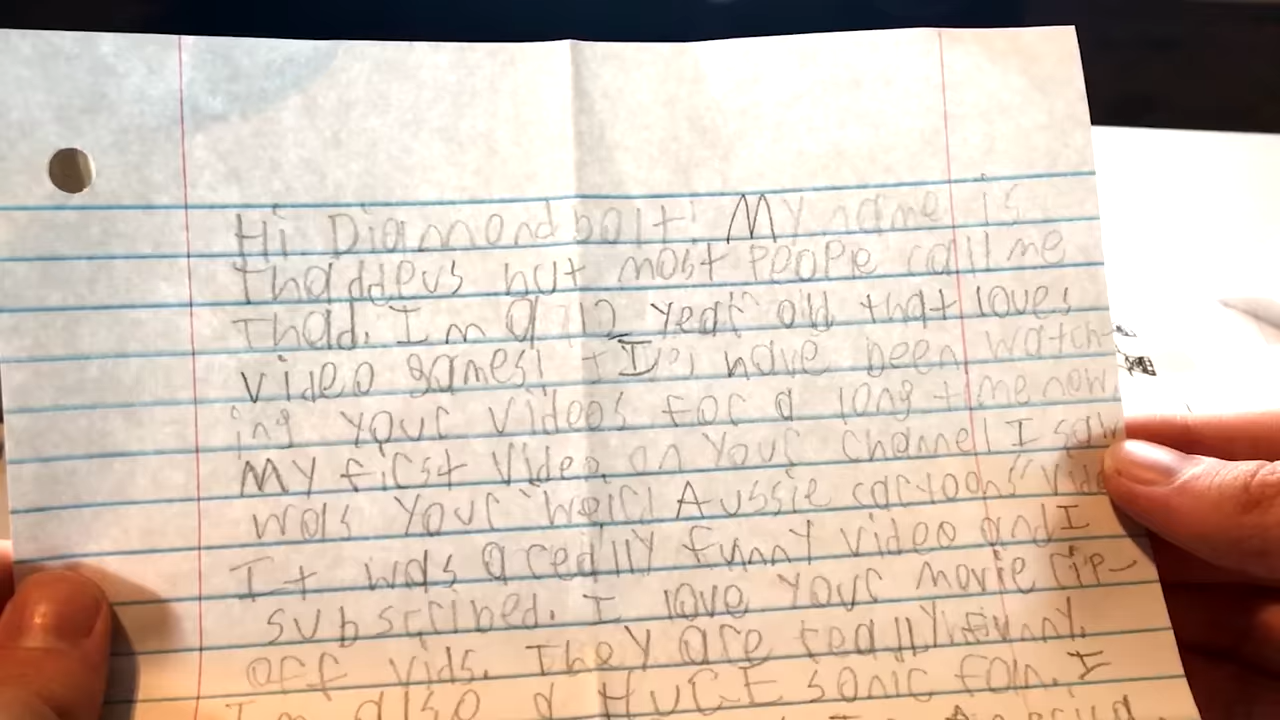 Hi Diamondbolt! My name is
Thaddeus but most People call me
Thad. Im a 12 year old that loves
video games! I have been watch-
ing your videos for a long time now
My first Video on Your Channel I saw
was Your "Weird Aussie cartoons" Video
It was a really funny video and I
subscribed. I love Your movie rip-
off vids. They are really funny.
Im also a HUGE sonic fan. I